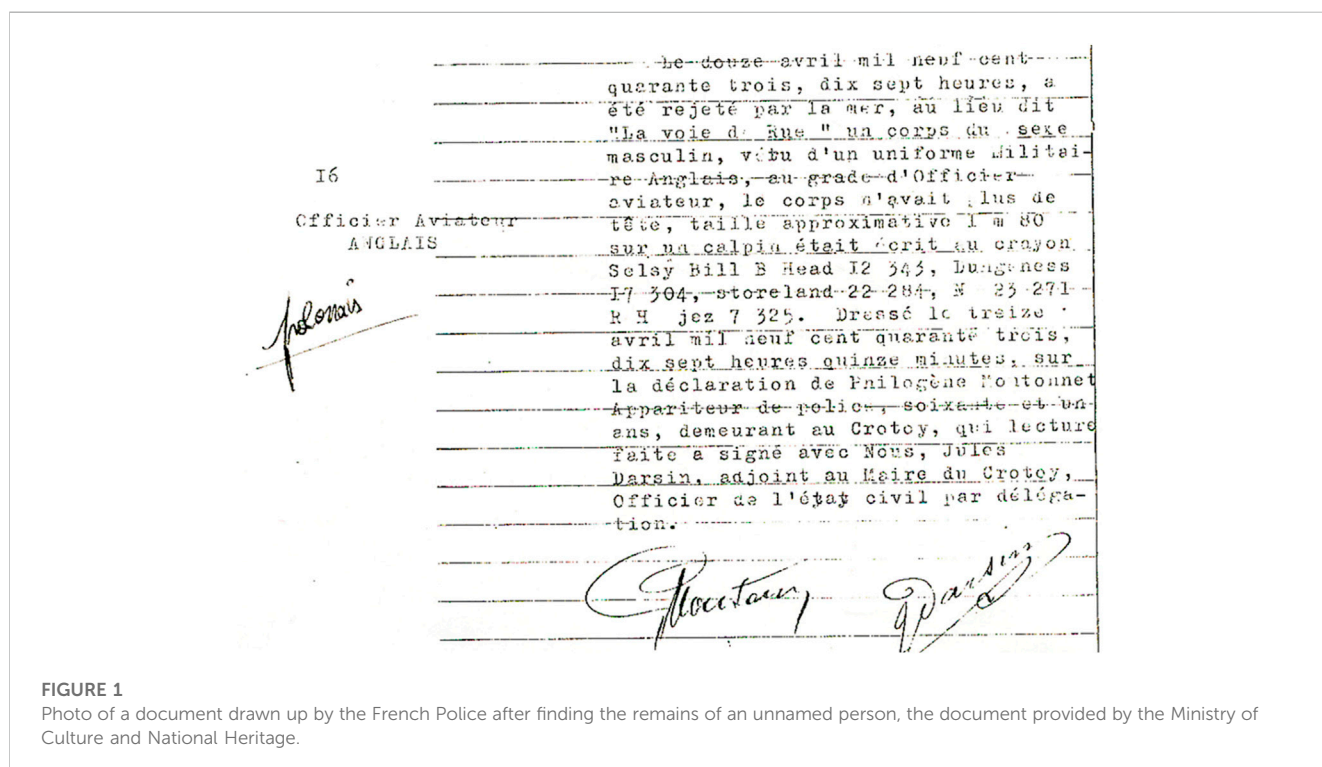 Le douze avril mil neuf cent
quarante trois, dix sept heures, a
été rejeté par la mer, au lieu dit
"La voie de Rue " un corps du sexe
masculin, vêtu d'un uniforme Militai-
re Anglais, au grade d'Officier
aviateur, le corps n'avait plus de
tête, taille approximative I m 80
sur un calpin était écrit au crayon
Selsy Bill B Head I2 343, Dungeness
I7 304, storeland 22 284, N 23 271
R H jez 7 325. Dressé le treize
avril mil neuf cent quarante trois,
dix sept heures quinze minutes, sur
la déclaration de Philogène Montonnet
Appariteur de police, soixante et un
ans, demeurant au Crotoy, qui lecture
faite a signé avec Nous, Jules
Darsin, adjoint au Maire du Crotoy,
Officier de l'état civil par déléga-
tion.
I6
Officier Aviateur
ANGLAIS
polonais
Darsin
FIGURE 1
Photo of a document drawn up by the French Police after finding the remains of an unnamed person, the document provided by the Ministry of
Culture and National Heritage.